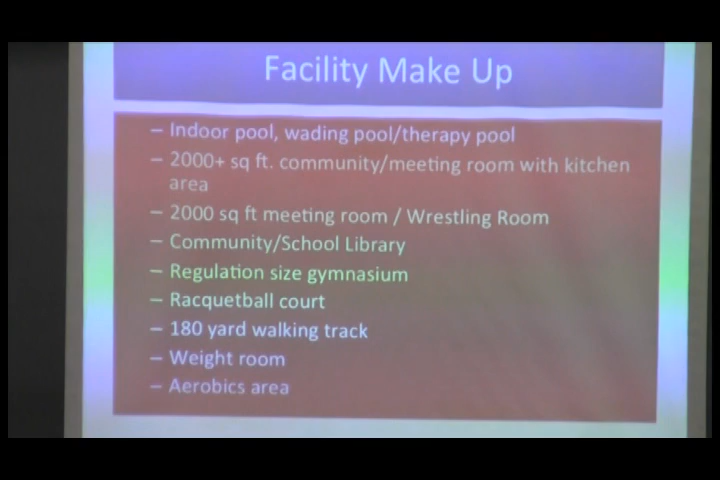 Facility Make Up
– Indoor pool, wading pool/therapy pool
– 2000+ sq ft. community/meeting room with kitchen
area
– 2000 sq ft meeting room / Wrestling Room
– Community/School Library
– Regulation size gymnasium
– Racquetball court
– 180 yard walking track
– Weight room
– Aerobics area